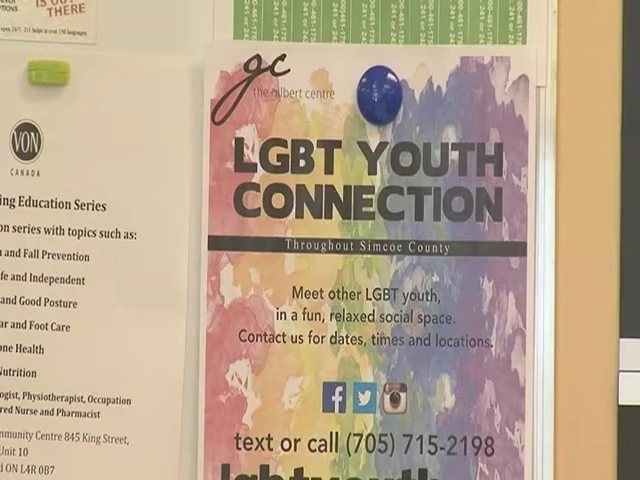 IS OUT
THERE
VON
CANADA
ing Education Series
on series with topics such as:
and Fall Prevention
fe and Independent
and Good Posture
ar and Foot Care
one Health
Nutrition
ogist, Physiotherapist, Occupation
red Nurse and Pharmacist
mmunity Centre 845 King Street,
Unit 10
ON L4R 0B7
gc
the gilbert centre
LGBT YOUTH
CONNECTION
Throughout Simcoe County
Meet other LGBT youth,
in a fun, relaxed social space.
Contact us for dates, times and locations.
text or call (705) 715-2198
lgbtyouth